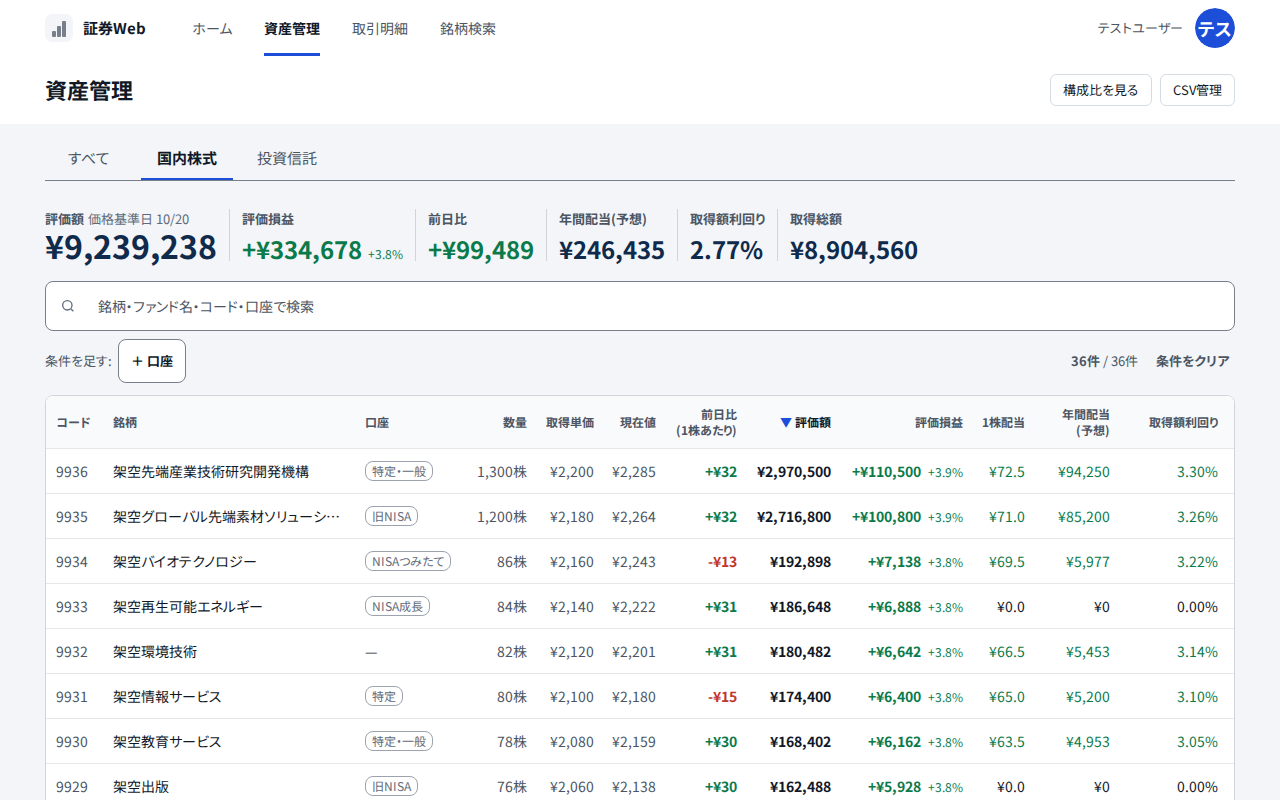 証券Web ホーム 資産管理 取引明細 銘柄検索 テストユーザー テス
資産管理 構成比を見る CSV管理
すべて 国内株式 投資信託
評価額 価格基準日 10/20 評価損益 前日比 年間配当(予想) 取得額利回り 取得総額
¥9,239,238 +¥334,678 +3.8% +¥99,489 ¥246,435 2.77% ¥8,904,560
銘柄・ファンド名・コード・口座で検索
条件を足す: + 口座 36件 / 36件 条件をクリア
コード 銘柄 口座 数量 取得単価 現在値 前日比 (1株あたり) ▼ 評価額 評価損益 1株配当 年間配当 (予想) 取得額利回り
9936 架空先端産業技術研究開発機構 特定・一般 1,300株 ¥2,200 ¥2,285 +¥32 ¥2,970,500 +¥110,500 +3.9% ¥72.5 ¥94,250 3.30%
9935 架空グローバル先端素材ソリューシ… 旧NISA 1,200株 ¥2,180 ¥2,264 +¥32 ¥2,716,800 +¥100,800 +3.9% ¥71.0 ¥85,200 3.26%
9934 架空バイオテクノロジー NISAつみたて 86株 ¥2,160 ¥2,243 -¥13 ¥192,898 +¥7,138 +3.8% ¥69.5 ¥5,977 3.22%
9933 架空再生可能エネルギー NISA成長 84株 ¥2,140 ¥2,222 +¥31 ¥186,648 +¥6,888 +3.8% ¥0.0 ¥0 0.00%
9932 架空環境技術 — 82株 ¥2,120 ¥2,201 +¥31 ¥180,482 +¥6,642 +3.8% ¥66.5 ¥5,453 3.14%
9931 架空情報サービス 特定 80株 ¥2,100 ¥2,180 -¥15 ¥174,400 +¥6,400 +3.8% ¥65.0 ¥5,200 3.10%
9930 架空教育サービス 特定・一般 78株 ¥2,080 ¥2,159 +¥30 ¥168,402 +¥6,162 +3.8% ¥63.5 ¥4,953 3.05%
9929 架空出版 旧NISA 76株 ¥2,060 ¥2,138 +¥30 ¥162,488 +¥5,928 +3.8% ¥0.0 ¥0 0.00%